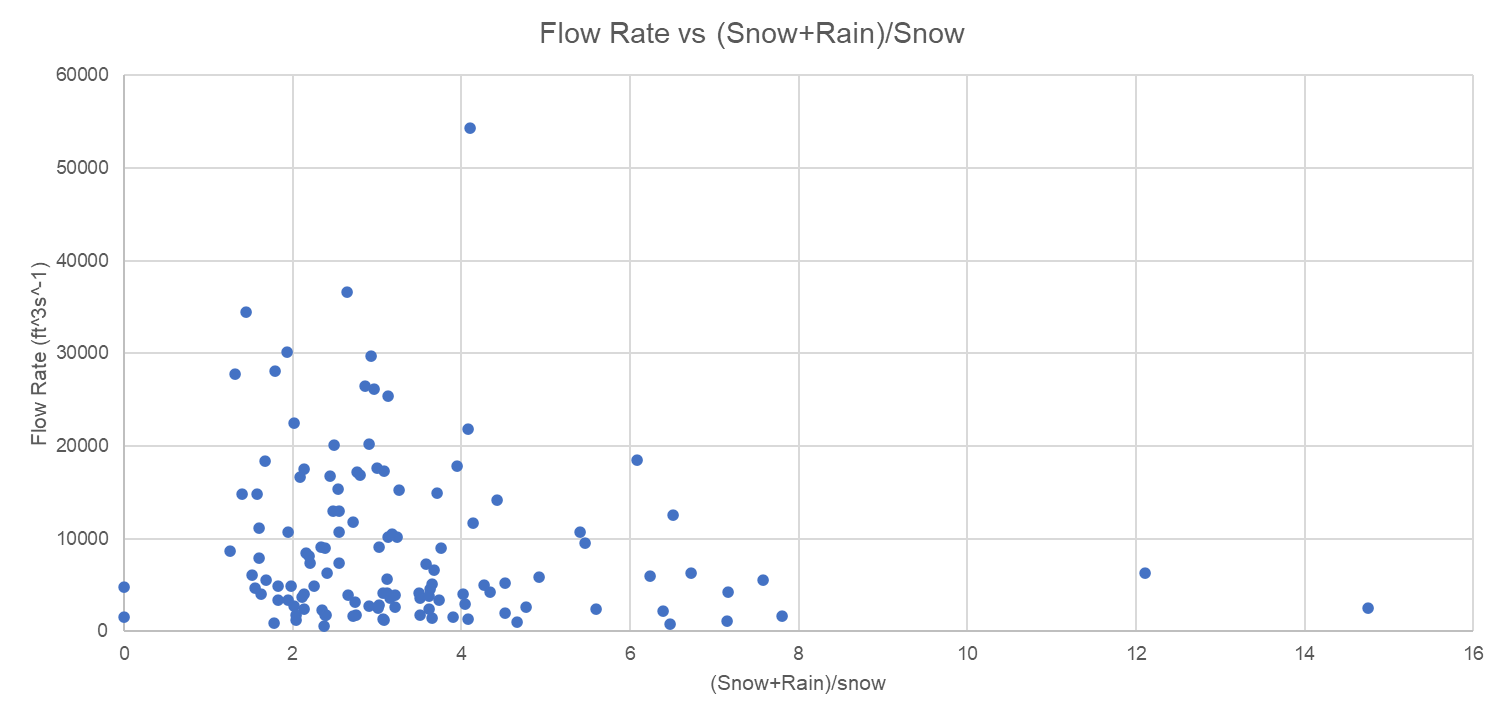 Flow Rate vs (Snow+Rain)/Snow
60000
50000
40000
30000
20000
10000
0
Flow Rate (ft^3s^-1)
0 2 4 6 8 10 12 14 16
(Snow+Rain)/snow